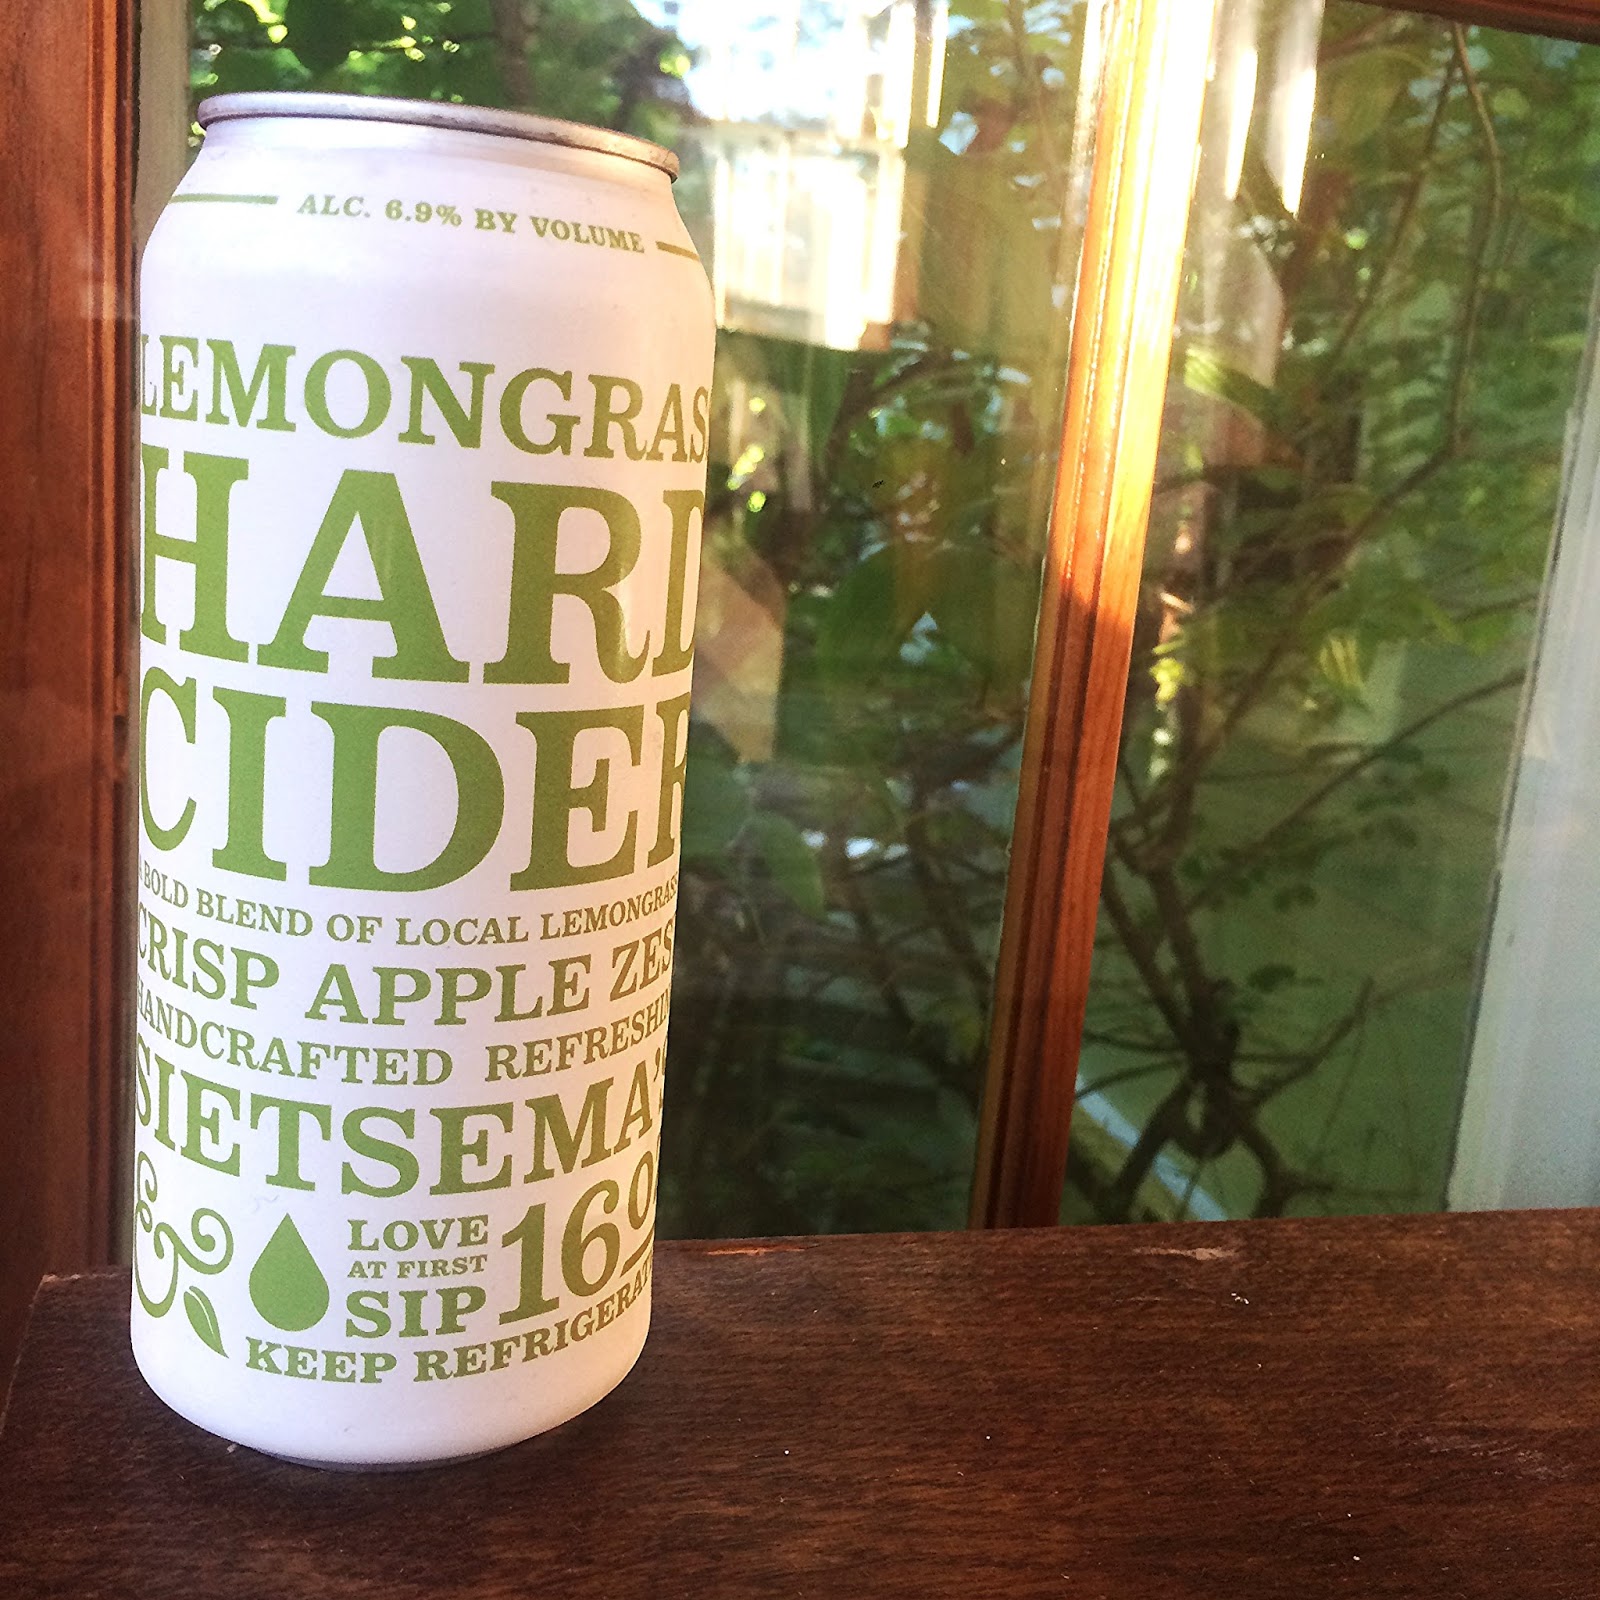 ALC. 6.9% BY VOLUME
LEMONGRAS
HARD
CIDER
A BOLD BLEND OF LOCAL LEMONGRASS
CRISP APPLE ZES
HANDCRAFTED REFRESHIN
SIETSEMA'S
& LOVE
AT FIRST
SIP
16 O
KEEP REFRIGERAT